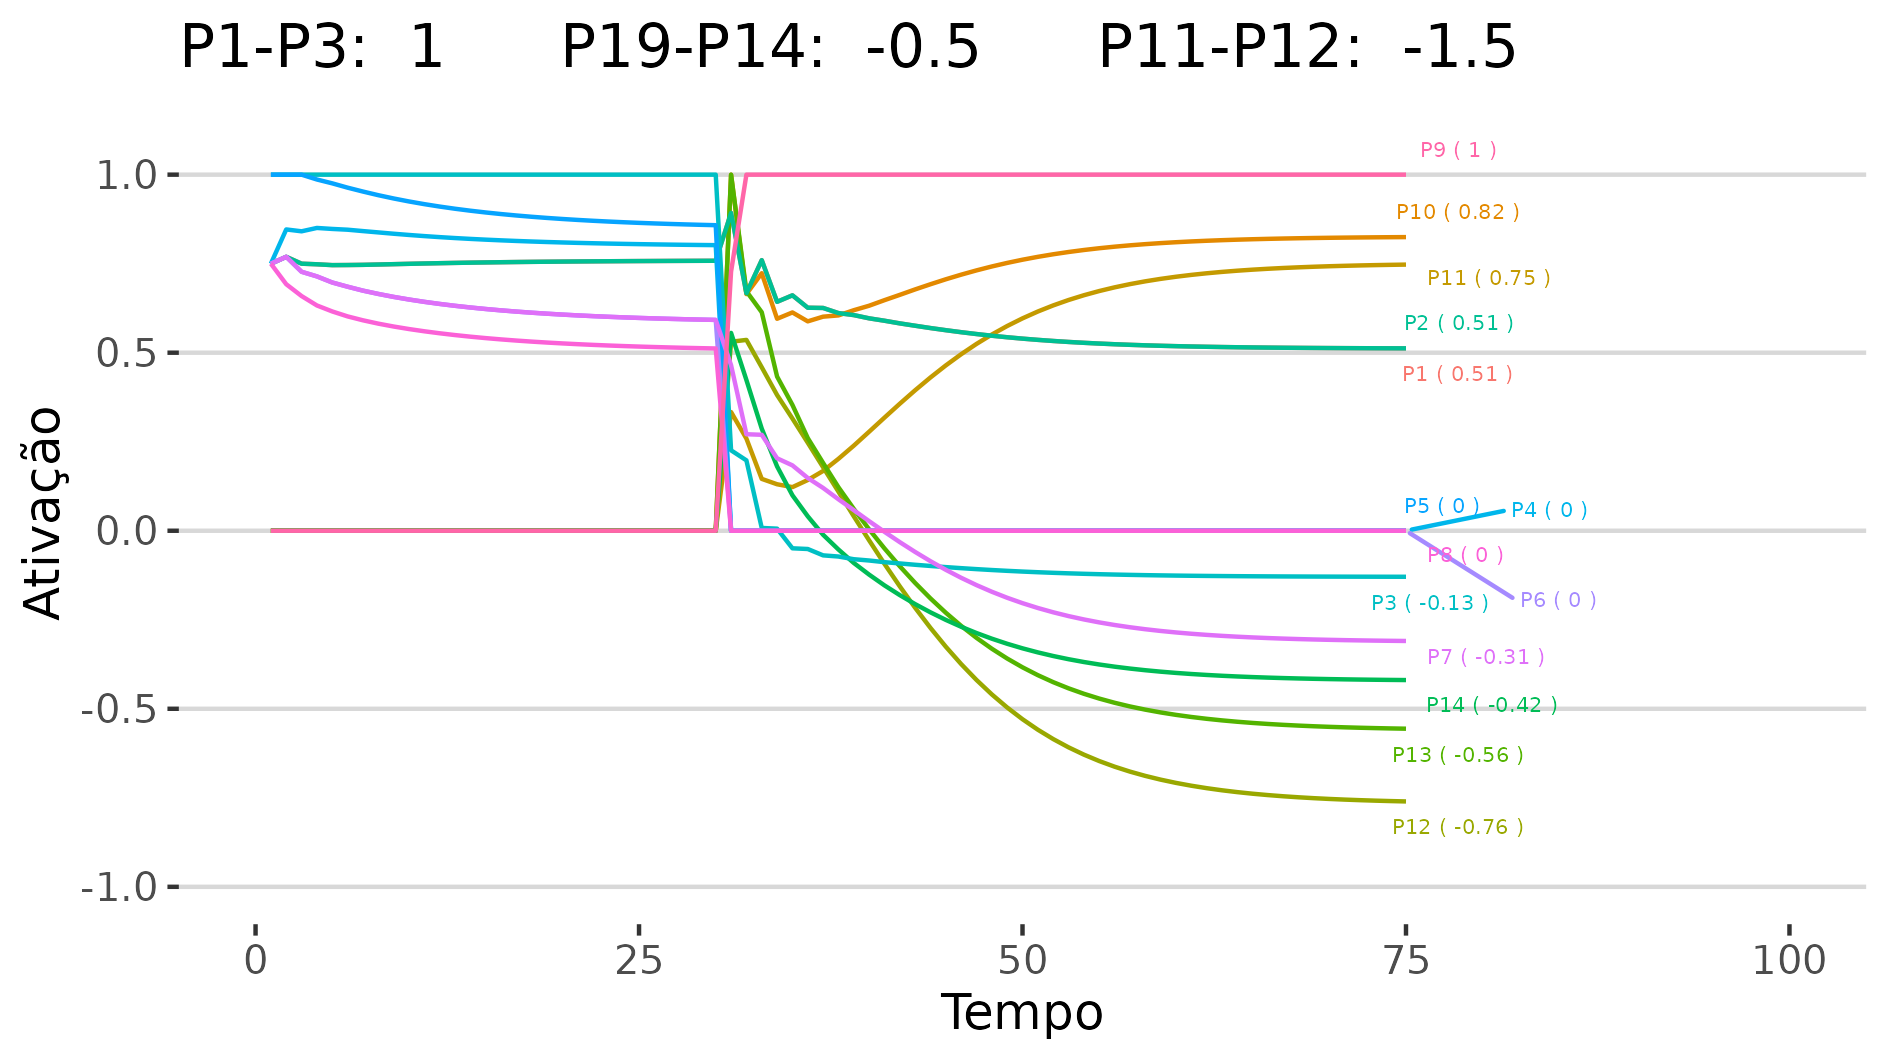 P1-P3:  1    P19-P14:  -0.5    P11-P12:  -1.5
P9 ( 1 )
1.0
P10 ( 0.82 )
P11 ( 0.75 )
P2 ( 0.51 )
0.5
P1 ( 0.51 )
Ativação
P5 ( 0 ) P4 ( 0 )
0.0
P8 ( 0 )
P3 ( -0.13 ) P6 ( 0 )
P7 ( -0.31 )
P14 ( -0.42 )
-0.5
P13 ( -0.56 )
P12 ( -0.76 )
-1.0
0 25 50 75 100
Tempo